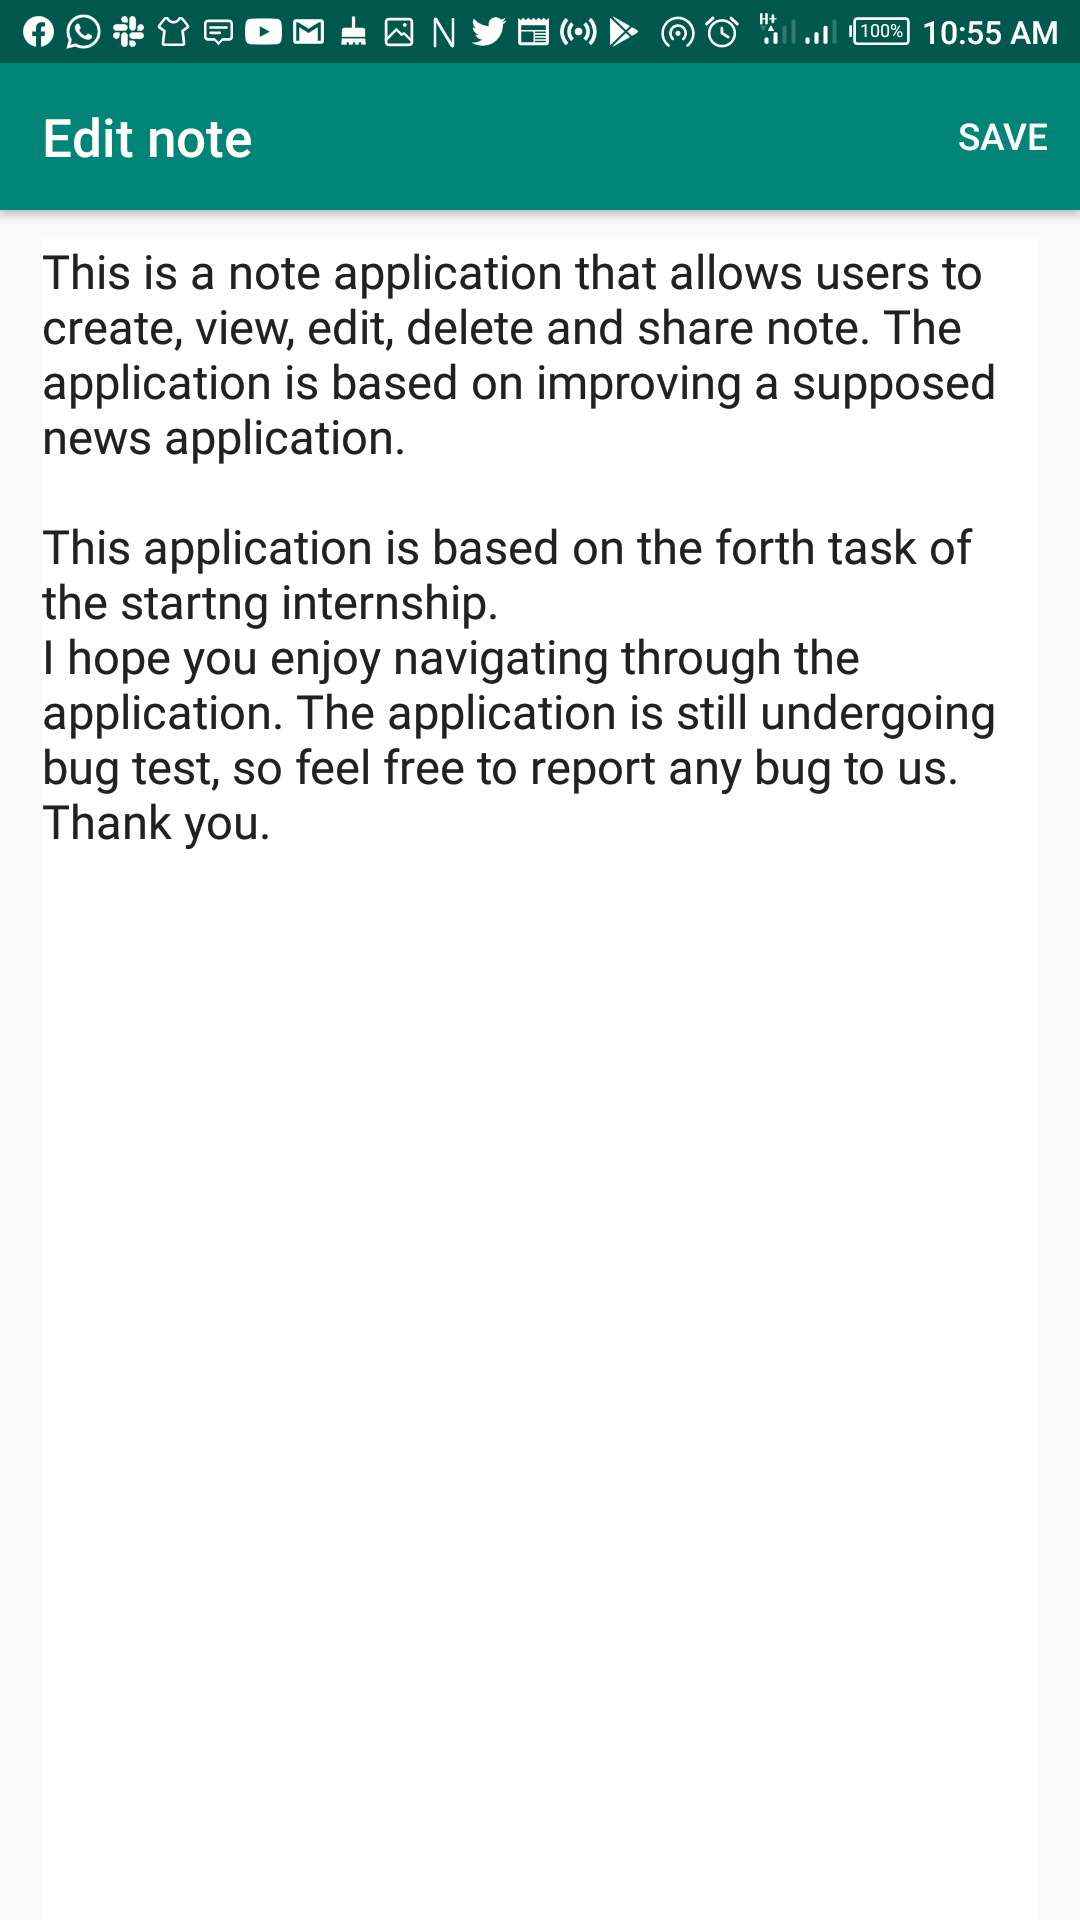 H+ 100% 10:55 AM
Edit note SAVE
This is a note application that allows users to
create, view, edit, delete and share note. The
application is based on improving a supposed
news application.
This application is based on the forth task of
the startng internship.
I hope you enjoy navigating through the
application. The application is still undergoing
bug test, so feel free to report any bug to us.
Thank you.